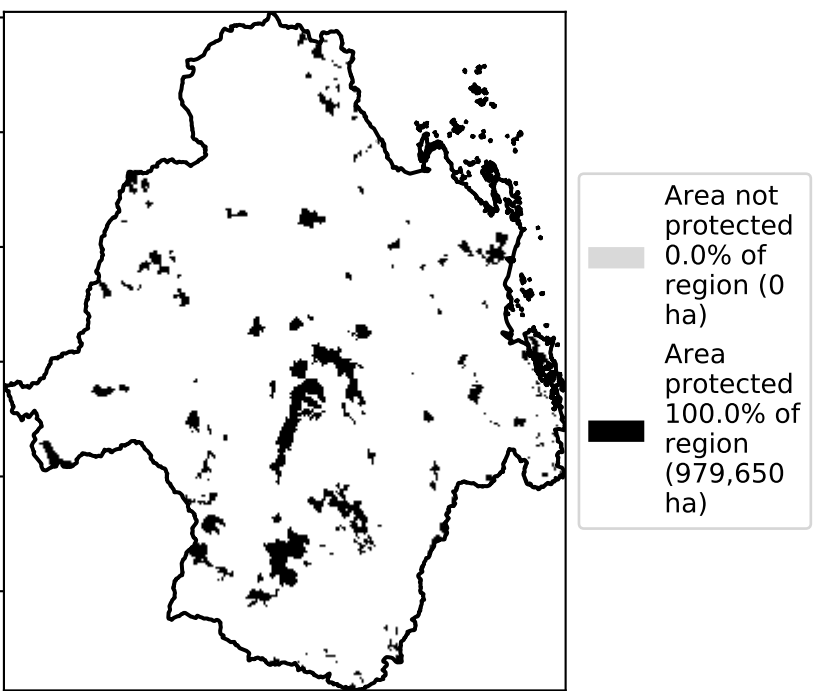 Area not
protected
0.0% of
region (0
ha)
Area
protected
100.0% of
region
(979,650
ha)